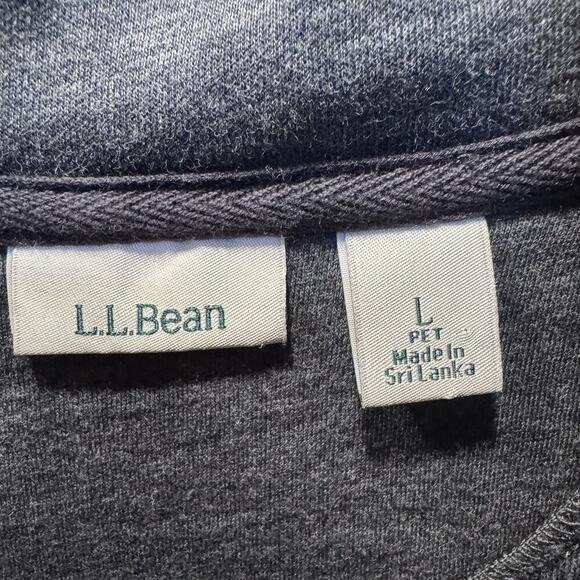 L.L.Bean
L
PET
Made In
Sri Lanka